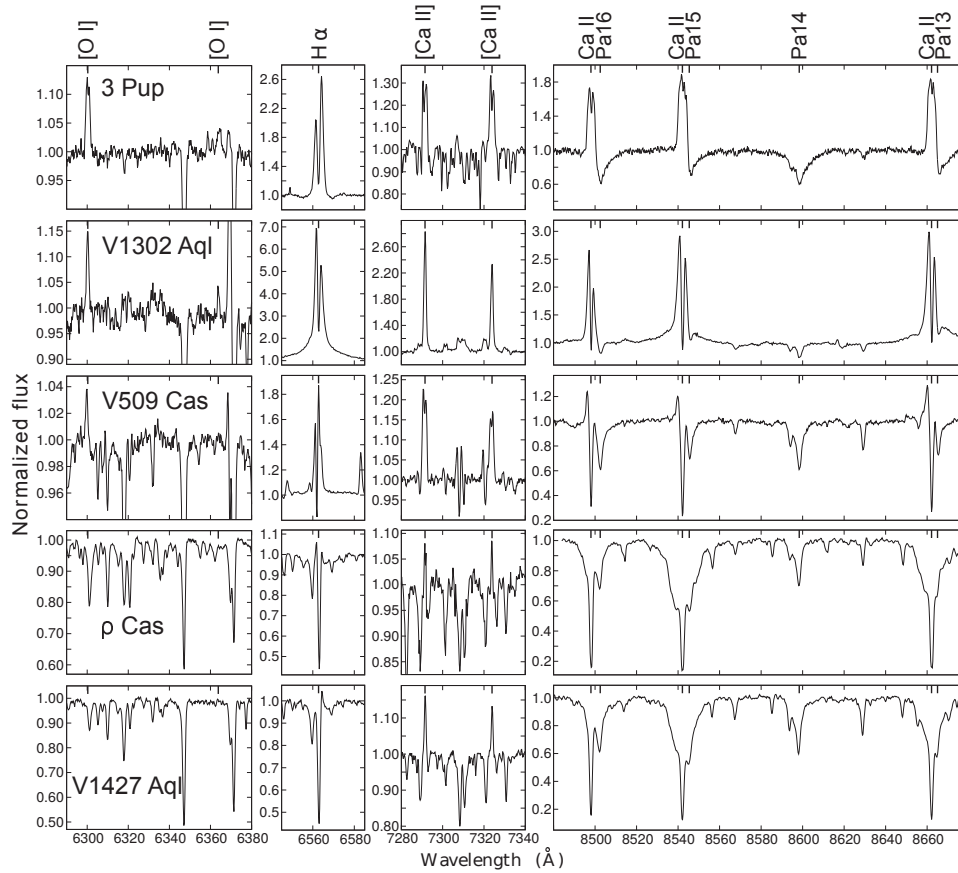 [O I] [O I] H α [Ca II] [Ca II] Ca II Pa16 Ca II Pa15 Pa14 Ca II Pa13
3 Pup
1.10 1.05 1.00 0.95
2.6 2.2 1.8 1.4 1.0
1.30 1.20 1.10 1.00 0.90 0.80
1.8 1.4 1.0 0.6
V1302 Aql
1.15 1.10 1.05 1.00 0.95 0.90
7.0 6.0 5.0 4.0 3.0 2.0 1.0
2.60 2.20 1.80 1.40 1.00
3.0 2.5 2.0 1.5 1.0
V509 Cas
1.04 1.02 1.00 0.98 0.96
1.8 1.6 1.4 1.2 1.0
1.25 1.20 1.15 1.10 1.05 1.00 0.95 0.90
1.2 1.0 0.8 0.6 0.4 0.2
ρ Cas
1.00 0.90 0.80 0.70 0.60
1.1 1.0 0.9 0.8 0.7 0.6 0.5
1.10 1.05 1.00 0.95 0.90 0.85
1.0 0.8 0.6 0.4 0.2
V1427 Aql
1.00 0.90 0.80 0.70 0.60 0.50
1.0 0.9 0.8 0.7 0.6 0.5
1.10 1.00 0.90 0.80
1.0 0.8 0.6 0.4 0.2
6300 6320 6340 6360 6380
6560 6580
7280 7300 7320 7340
8500 8520 8540 8560 8580 8600 8620 8640 8660
Normalized flux
Wavelength (Å)